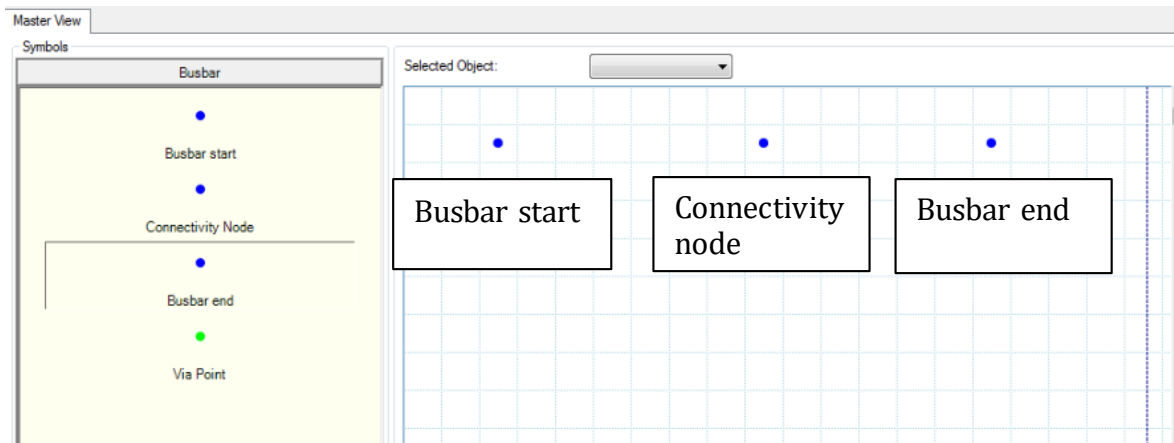 Master View
Symbols
Busbar
Busbar start
Connectivity Node
Busbar end
Via Point
Selected Object:
Busbar start
Connectivity
node
Busbar end